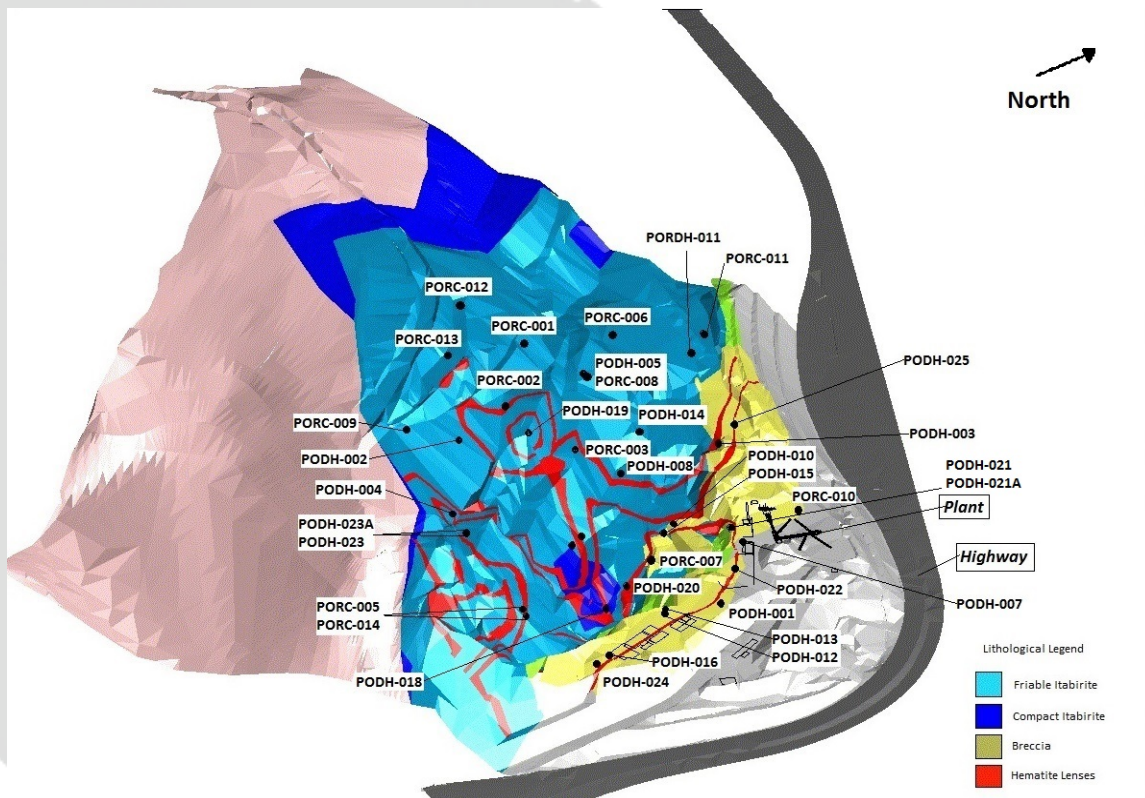 North
PORDH-011
PORC-011
PORC-012
PORC-001
PORC-006
PORC-013
PODH-005
PORC-008
PODH-025
PORC-002
PODH-019
PODH-014
PORC-009
PODH-003
PODH-002
PORC-003
PODH-010
PODH-008
PODH-015
PODH-021
PODH-021A
PODH-004
PORC-010
Plant
PODH-023A
PODH-023
Highway
PORC-007
PODH-020
PODH-022
PORC-005
PORC-014
PODH-001
PODH-007
PODH-013
PODH-012
PODH-016
PODH-018
PODH-024
Lithological Legend
Friable Itabirite
Compact Itabirite
Breccia
Hematite Lenses